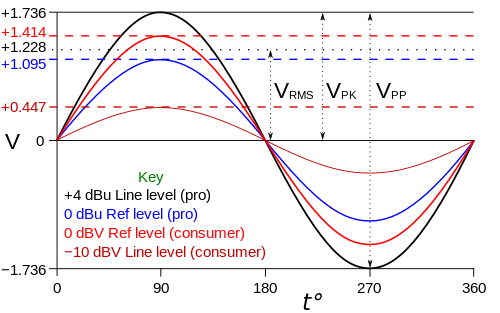 +1.736
+1.414
+1.228
+1.095
VRMS VPK VPP
+0.447
V 0
Key
+4 dBu Line level (pro)
0 dBu Ref level (pro)
0 dBV Ref level (consumer)
−10 dBV Line level (consumer)
−1.736
0 90 180 270 360
t°